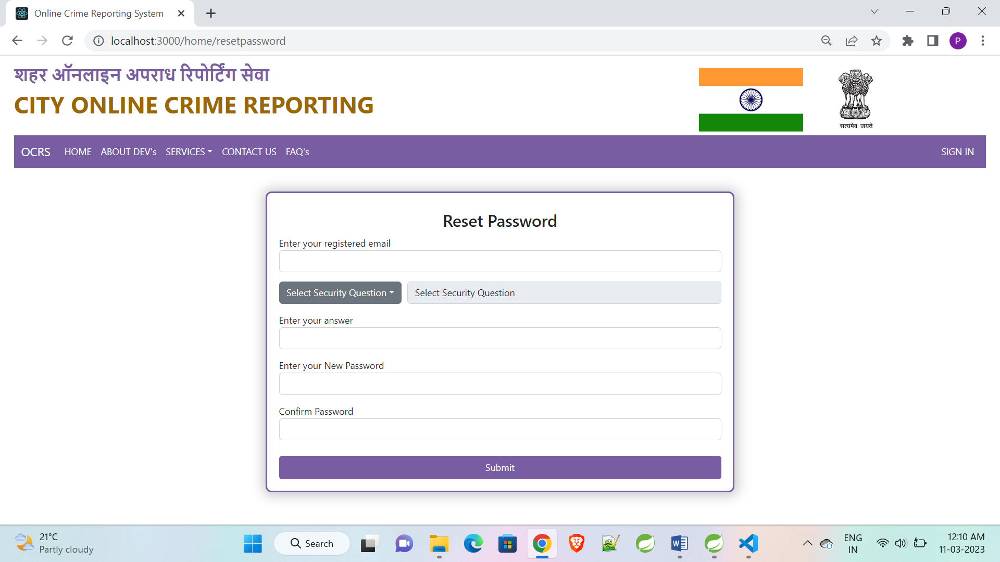 Online Crime Reporting System
localhost:3000/home/resetpassword
P
शहर ऑनलाइन अपराध रिपोर्टिंग सेवा
CITY ONLINE CRIME REPORTING
सत्यमेव जयते
OCRS HOME ABOUT DEV's SERVICES CONTACT US FAQ's SIGN IN
Reset Password
Enter your registered email
Select Security Question Select Security Question
Enter your answer
Enter your New Password
Confirm Password
Submit
21°C
Partly cloudy
Search
W
ENG
IN
12:10 AM
11-03-2023